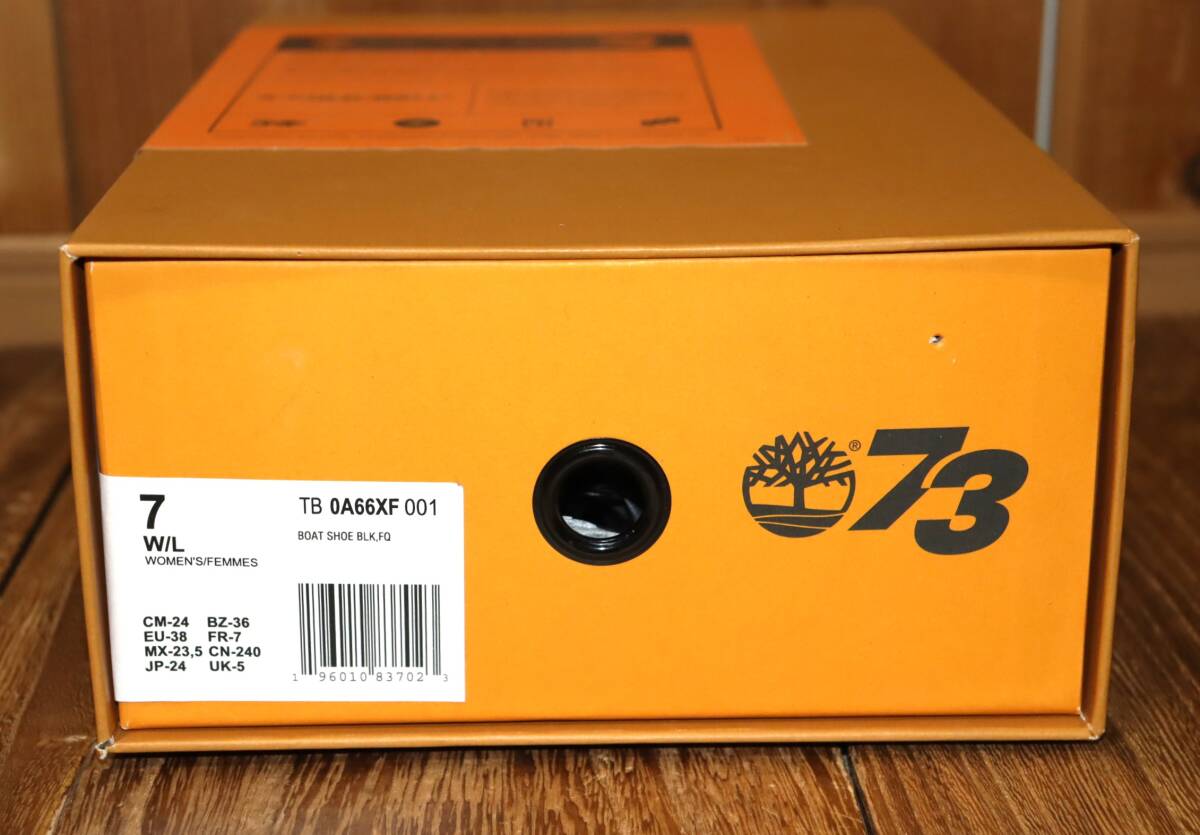 7
W/L
WOMEN'S/FEMMES
TB 0A66XF 001
BOAT SHOE BLK,FQ
CM-24 BZ-36
EU-38 FR-7
MX-23,5 CN-240
JP-24 UK-5
1 96010 83702 3
® 73